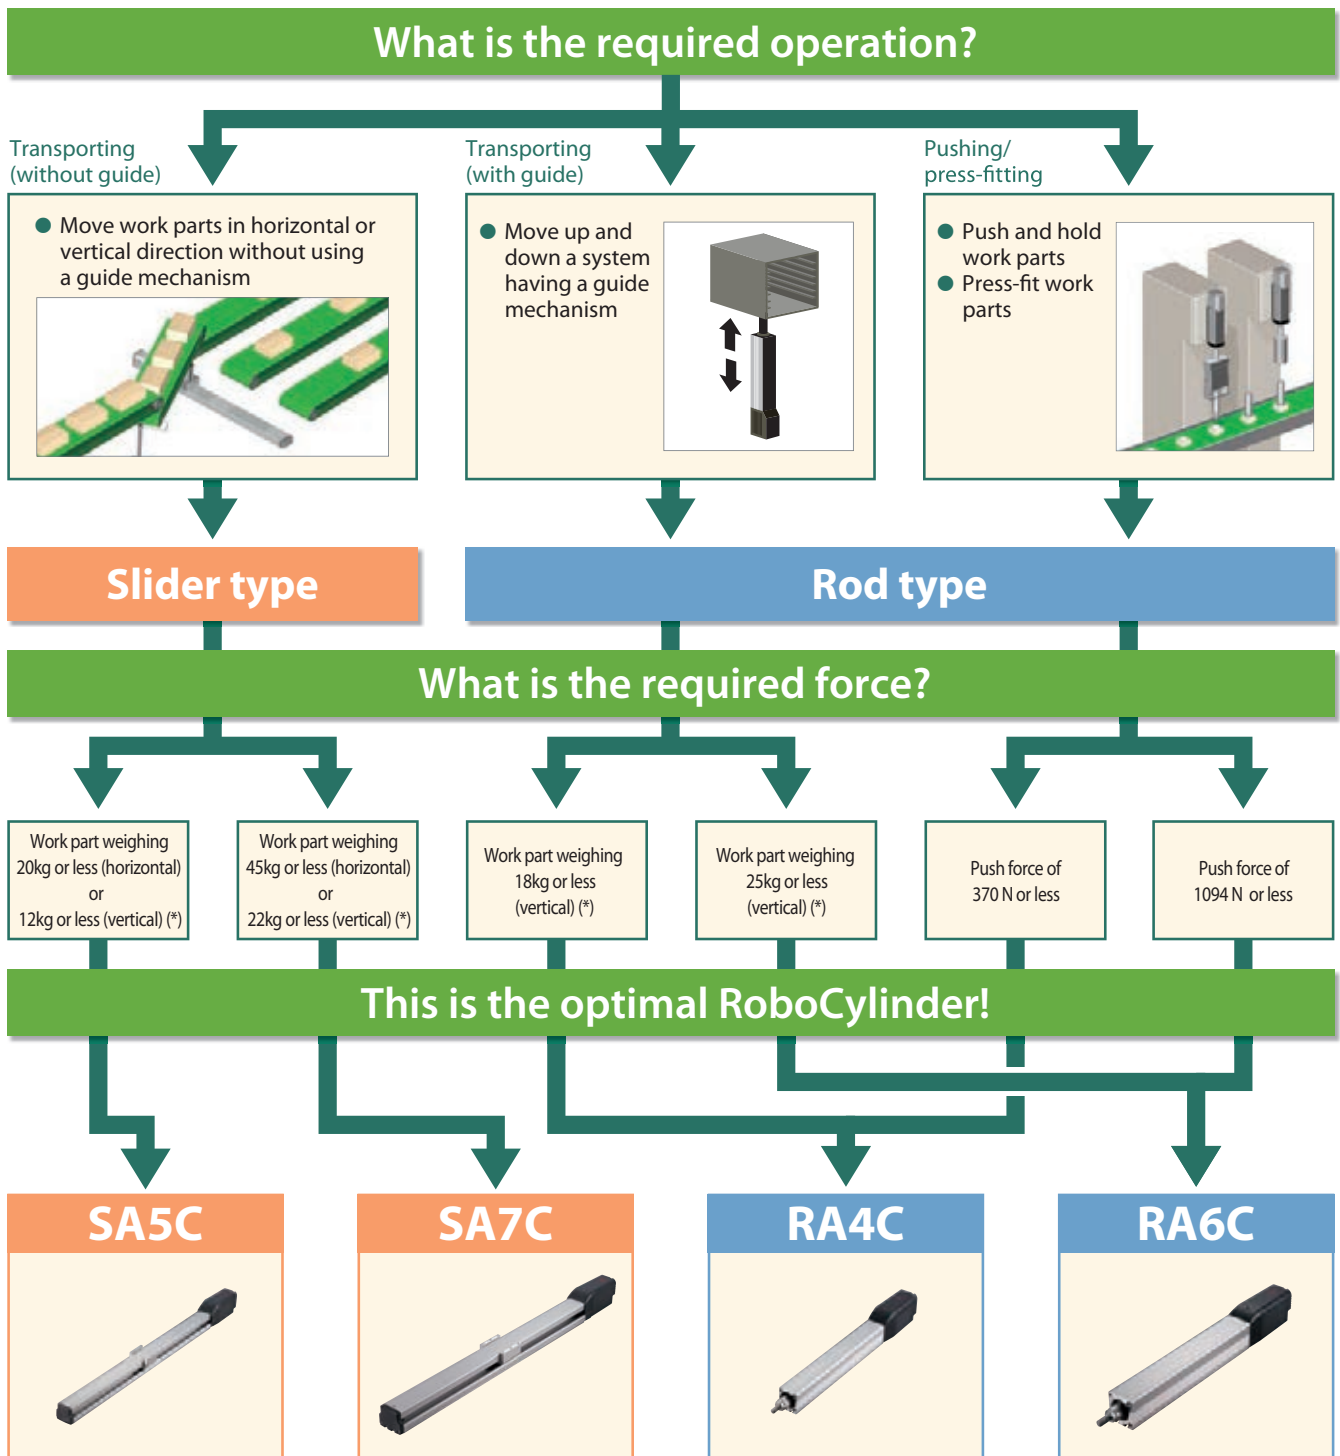 What is the required operation?
Transporting
(without guide)
● Move work parts in horizontal or
vertical direction without using
a guide mechanism
Transporting
(with guide)
● Move up and
down a system
having a guide
mechanism
Pushing/
press-fitting
● Push and hold
work parts
● Press-fit work
parts
Slider type
Rod type
What is the required force?
Work part weighing
20kg or less (horizontal)
or
12kg or less (vertical) (*)
Work part weighing
45kg or less (horizontal)
or
22kg or less (vertical) (*)
Work part weighing
18kg or less
(vertical) (*)
Work part weighing
25kg or less
(vertical) (*)
Push force of
370 N or less
Push force of
1094 N or less
This is the optimal RoboCylinder!
SA5C
SA7C
RA4C
RA6C